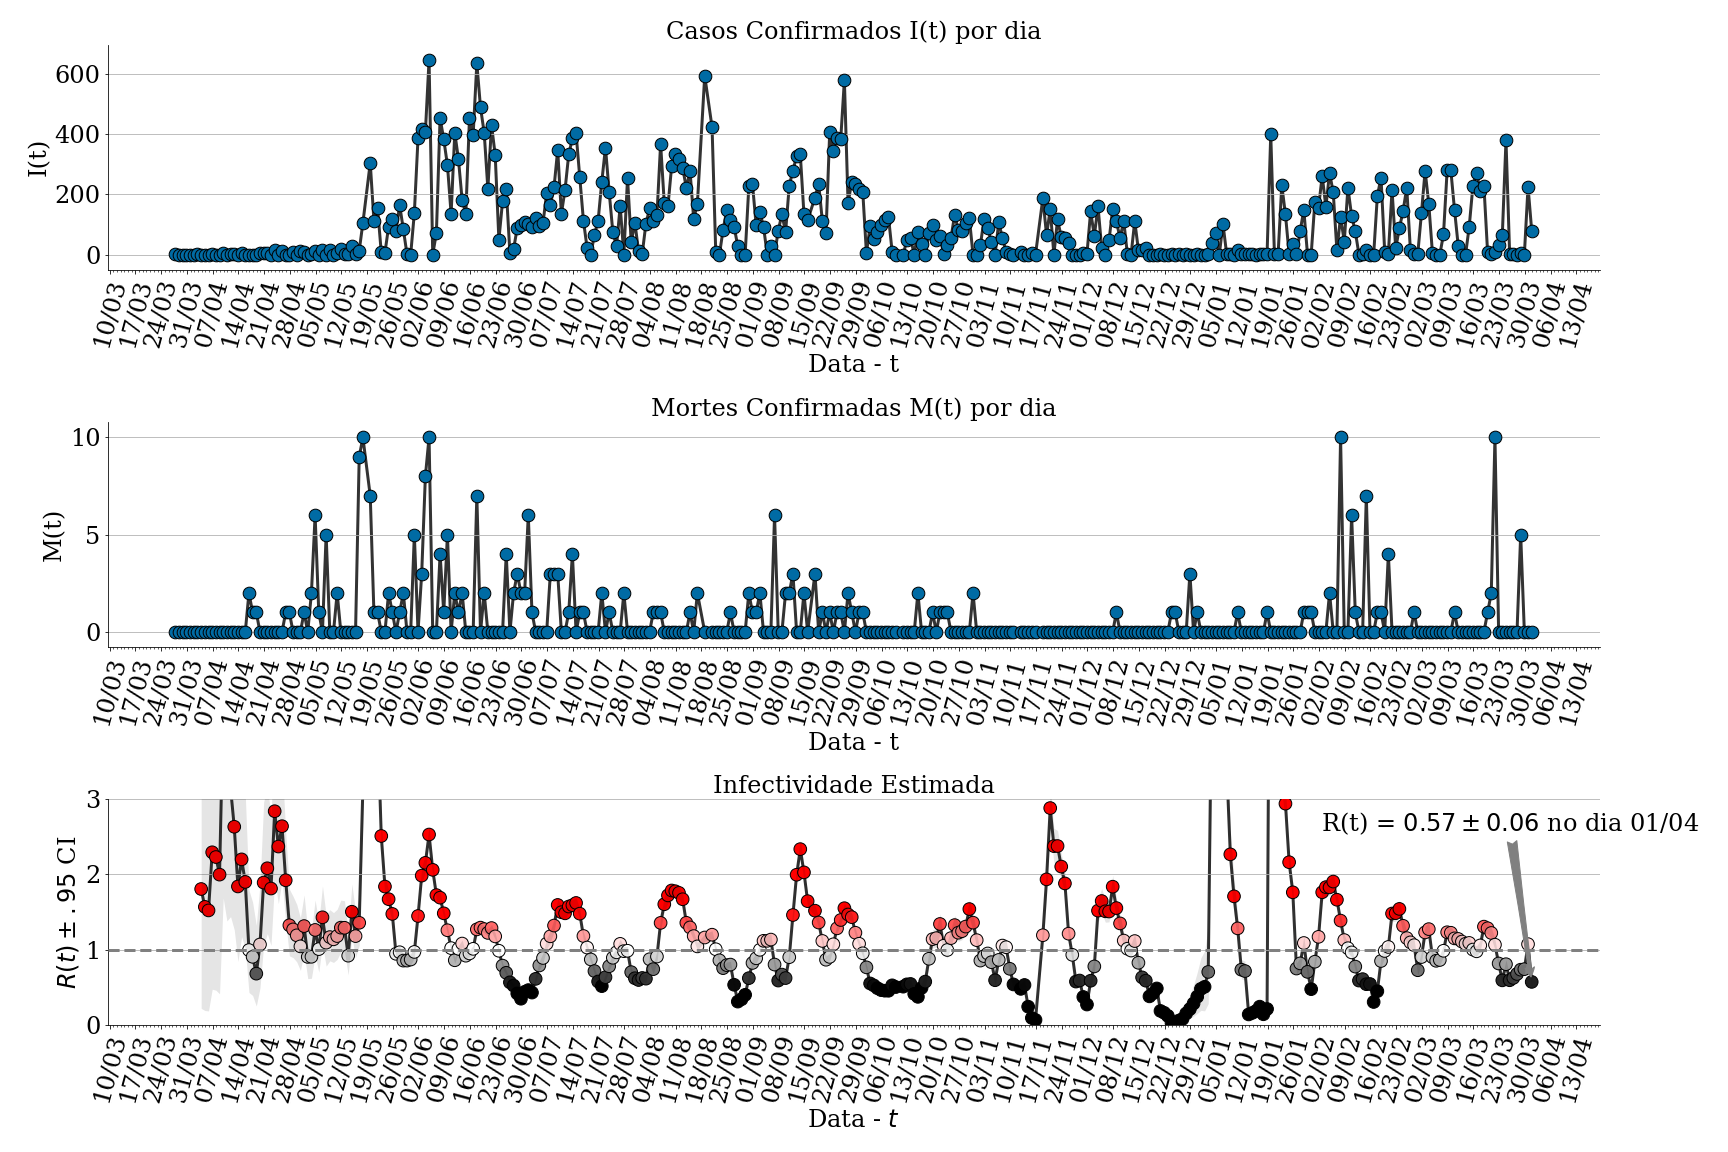 Casos Confirmados I(t) por dia
I(t)
600
400
200
0
10/03 17/03 24/03 31/03 07/04 14/04 21/04 28/04 05/05 12/05 19/05 26/05 02/06 09/06 16/06 23/06 30/06 07/07 14/07 21/07 28/07 04/08 11/08 18/08 25/08 01/09 08/09 15/09 22/09 29/09 06/10 13/10 20/10 27/10 03/11 10/11 17/11 24/11 01/12 08/12 15/12 22/12 29/12 05/01 12/01 19/01 26/01 02/02 09/02 16/02 23/02 02/03 09/03 16/03 23/03 30/03 06/04 13/04
Data - t
Mortes Confirmadas M(t) por dia
M(t)
10
5
0
10/03 17/03 24/03 31/03 07/04 14/04 21/04 28/04 05/05 12/05 19/05 26/05 02/06 09/06 16/06 23/06 30/06 07/07 14/07 21/07 28/07 04/08 11/08 18/08 25/08 01/09 08/09 15/09 22/09 29/09 06/10 13/10 20/10 27/10 03/11 10/11 17/11 24/11 01/12 08/12 15/12 22/12 29/12 05/01 12/01 19/01 26/01 02/02 09/02 16/02 23/02 02/03 09/03 16/03 23/03 30/03 06/04 13/04
Data - t
Infectividade Estimada
R(t) ± .95 CI
3
2
1
0
R(t) = 0.57 ± 0.06 no dia 01/04
10/03 17/03 24/03 31/03 07/04 14/04 21/04 28/04 05/05 12/05 19/05 26/05 02/06 09/06 16/06 23/06 30/06 07/07 14/07 21/07 28/07 04/08 11/08 18/08 25/08 01/09 08/09 15/09 22/09 29/09 06/10 13/10 20/10 27/10 03/11 10/11 17/11 24/11 01/12 08/12 15/12 22/12 29/12 05/01 12/01 19/01 26/01 02/02 09/02 16/02 23/02 02/03 09/03 16/03 23/03 30/03 06/04 13/04
Data - t